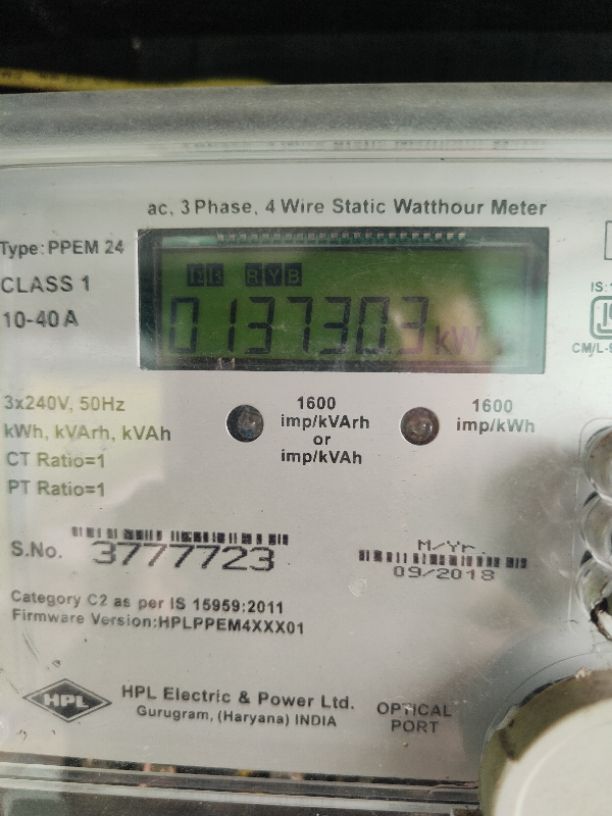 ac, 3 Phase, 4 Wire Static Watthour Meter
Type: PPEM 24
CLASS 1
10-40 A
R Y B
0137303 kW
IS:1
CM/L-
3x240V, 50Hz
kWh, kVArh, kVAh
CT Ratio=1
PT Ratio=1
1600
imp/kVArh
or
imp/kVAh
1600
imp/kWh
S.No. 3777723
M/Yr.
09/2018
Category C2 as per IS 15959:2011
Firmware Version:HPLPPEM4XXX01
HPL
HPL Electric & Power Ltd.
Gurugram, (Haryana) INDIA
OPTICAL
PORT